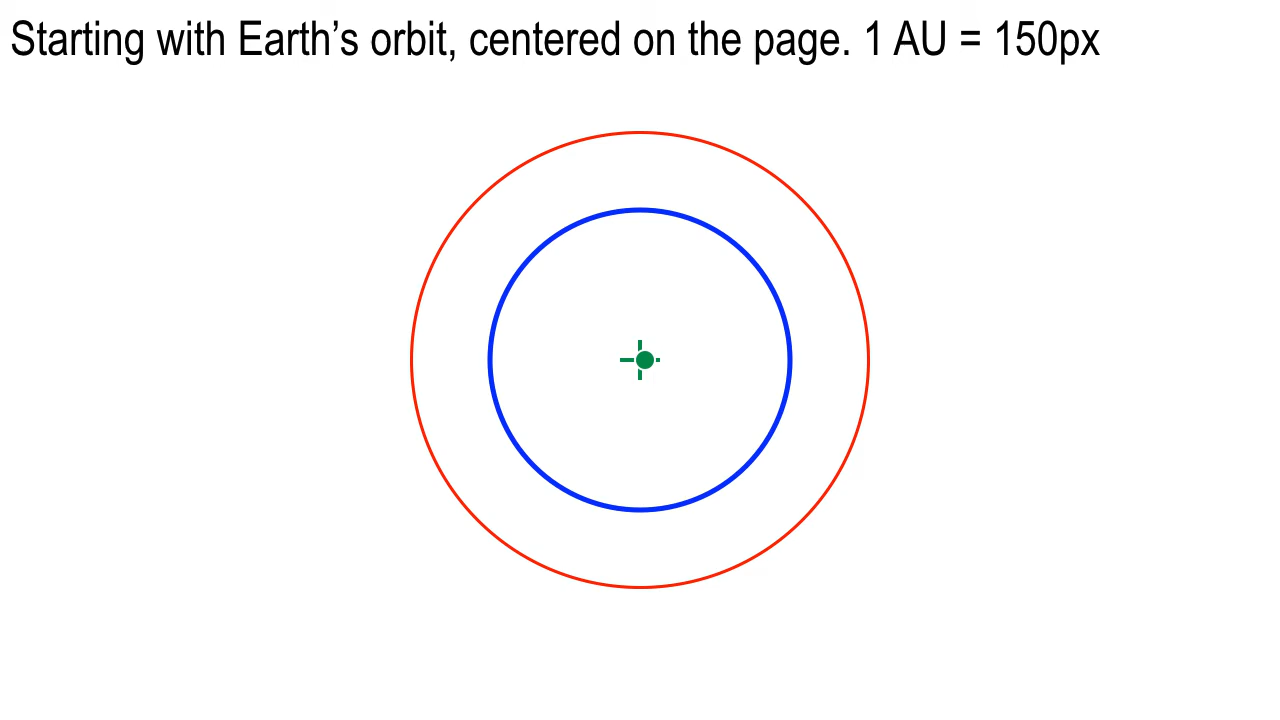 Starting with Earth’s orbit, centered on the page. 1 AU = 150px